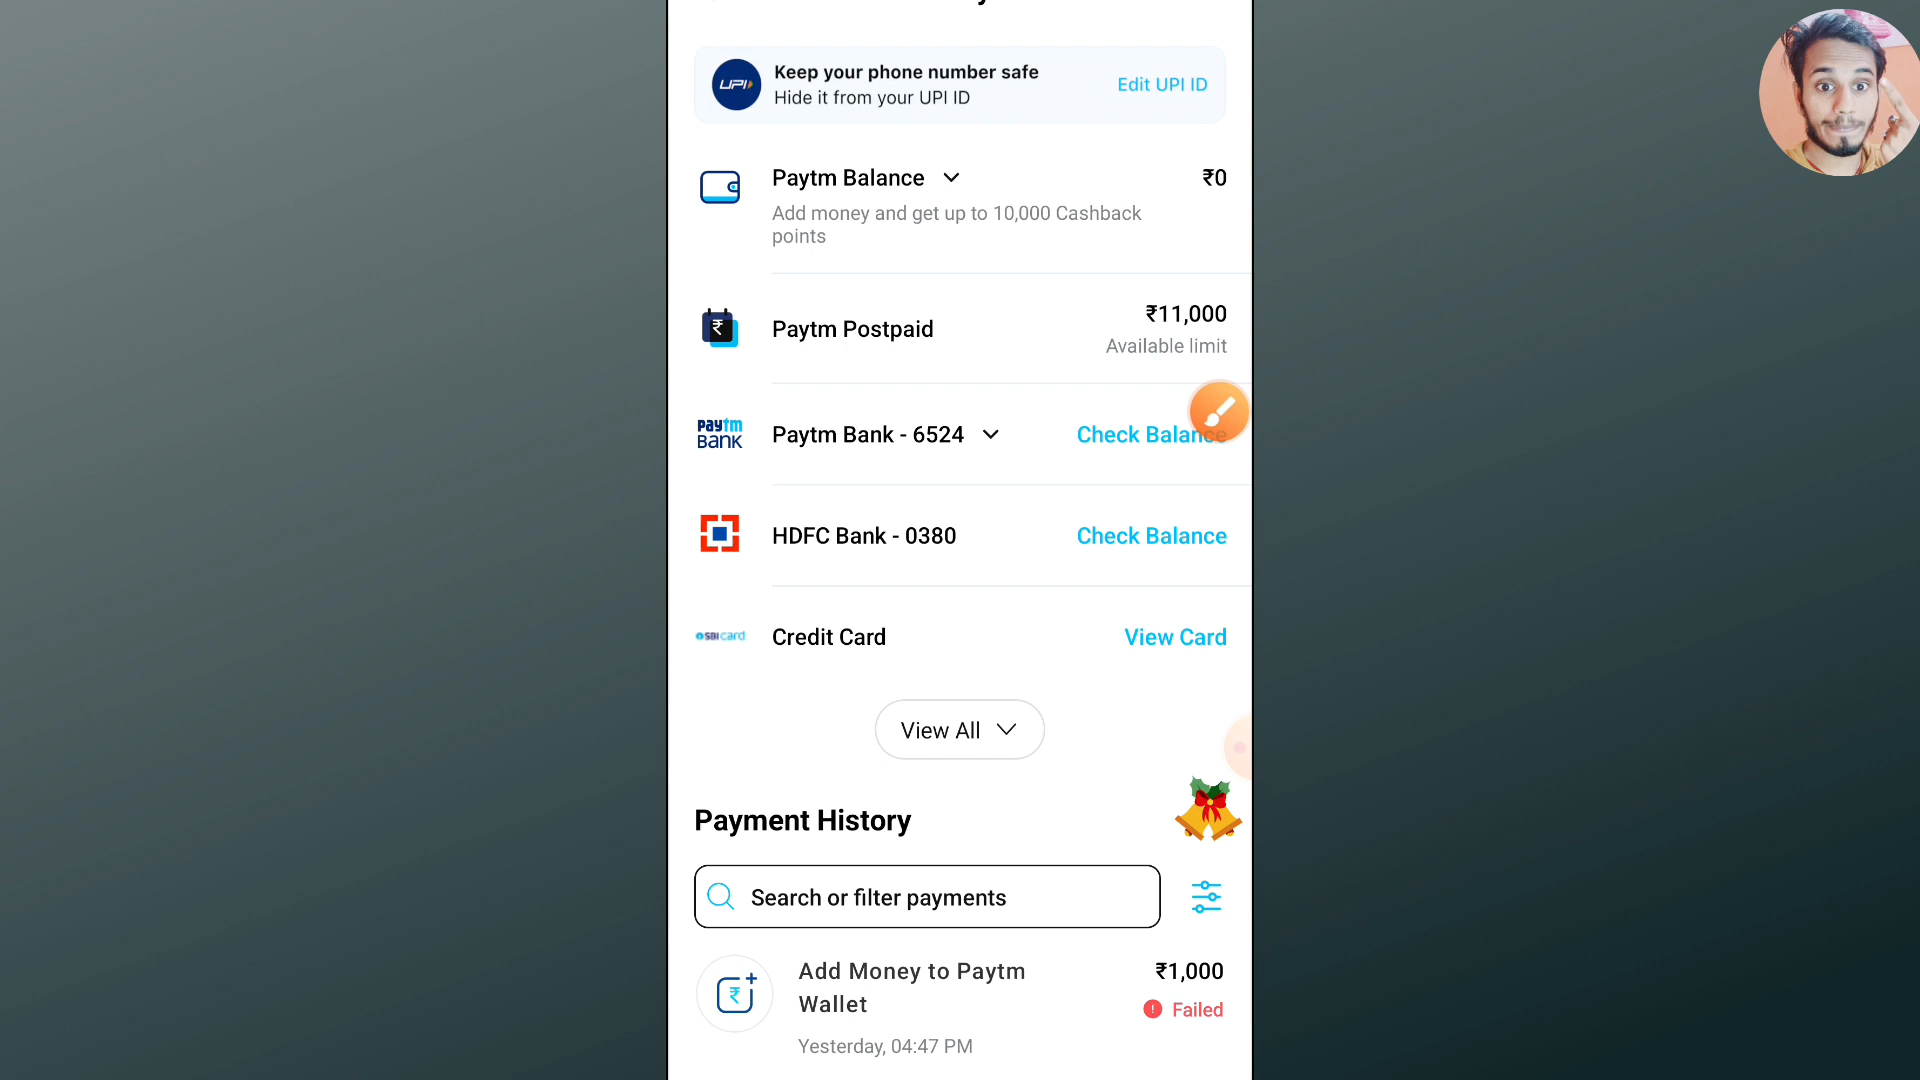 Keep your phone number safe
UPI
Hide it from your UPI ID
Edit UPI ID
Paytm Balance
₹0
Add money and get up to 10,000 Cashback
points
₹
Paytm Postpaid
₹11,000
Available limit
paytm
BANK
Paytm Bank - 6524
Check Balance
HDFC Bank - 0380
Check Balance
SBI card
Credit Card
View Card
View All
Payment History
Search or filter payments
₹
Add Money to Paytm
Wallet
₹1,000
! Failed
Yesterday, 04:47 PM